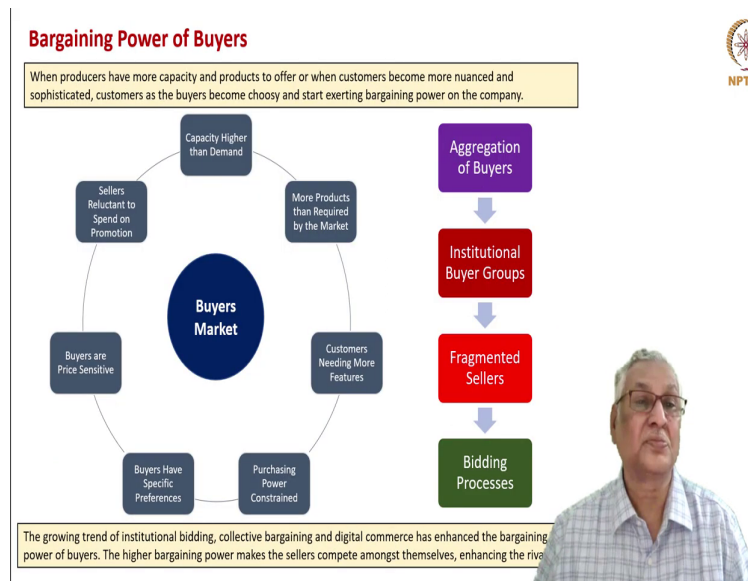 Bargaining Power of Buyers
When producers have more capacity and products to offer or when customers become more nuanced and
sophisticated, customers as the buyers become choosy and start exerting bargaining power on the company.
Capacity Higher
than Demand
More Products
than Required
by the Market
Customers
Needing More
Features
Purchasing
Power
Constrained
Buyers Have
Specific
Preferences
Buyers are
Price Sensitive
Sellers
Reluctant to
Spend on
Promotion
Buyers
Market
Aggregation
of Buyers
Institutional
Buyer Groups
Fragmented
Sellers
Bidding
Processes
The growing trend of institutional bidding, collective bargaining and digital commerce has enhanced the bargaining
power of buyers. The higher bargaining power makes the sellers compete amongst themselves, enhancing the
NPT